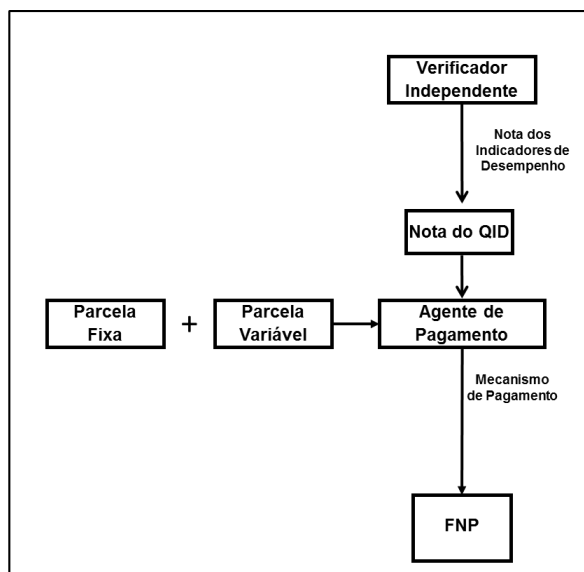 Verificador
Independente
Nota dos
Indicadores de
Desempenho
Nota do QID
Parcela
Fixa
+
Parcela
Variável
Agente de
Pagamento
Mecanismo
de Pagamento
FNP